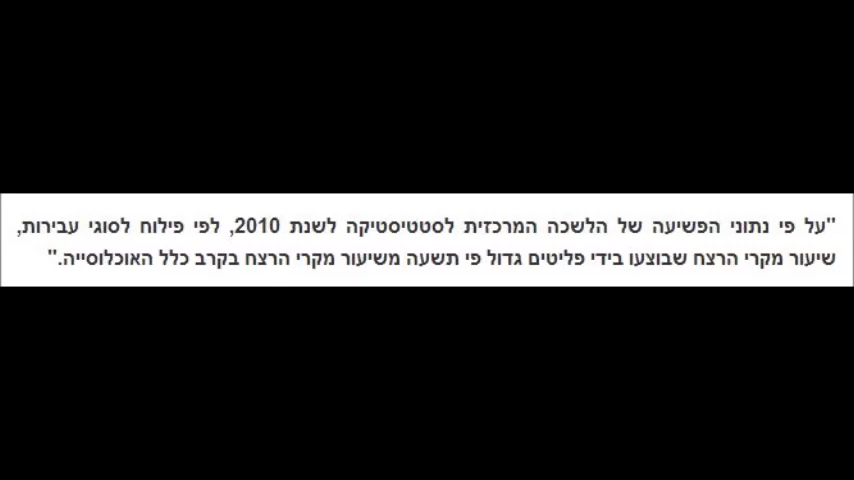 "על פי נתוני הפשיעה של הלשכה המרכזית לסטטיסטיקה לשנת 2010, לפי פילוח לסוגי עבירות,
שיעור מקרי הרצח שבוצעו בידי פליטים גדול פי תשעה משיעור מקרי הרצח בקרב כלל האוכלוסייה."